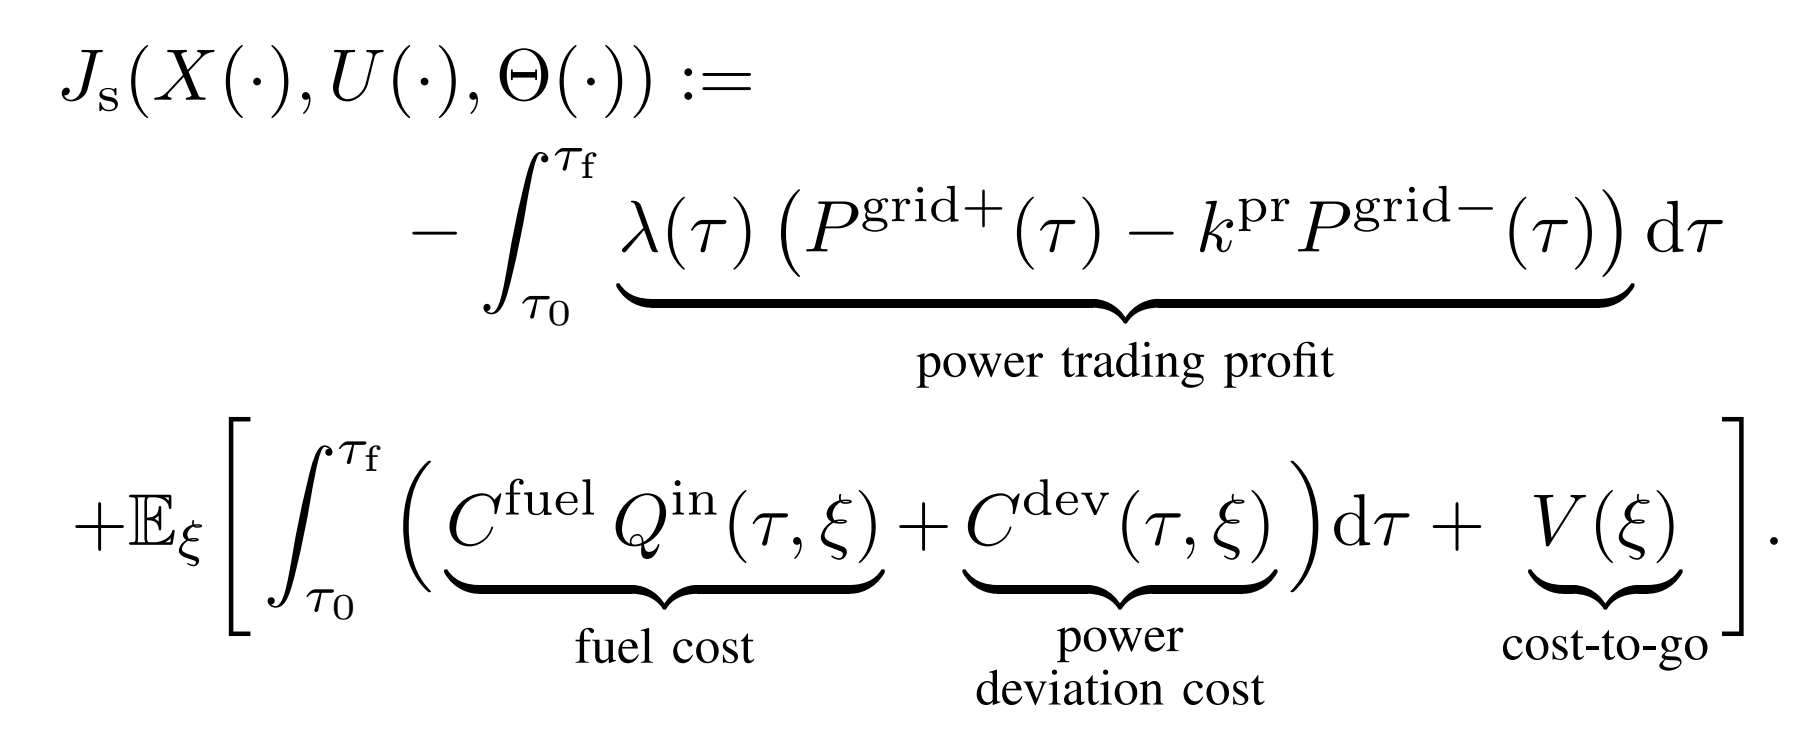 J_s(X(·), U(·), Θ(·)) :=
− ∫_{τ_0}^{τ_f} λ(τ) (P^{grid+}(τ) − k^{pr} P^{grid−}(τ)) dτ
power trading profit
+𝔼_ξ [ ∫_{τ_0}^{τ_f} ( C^{fuel} Q^{in}(τ, ξ) + C^{dev}(τ, ξ) ) dτ + V(ξ) ] .
fuel cost power deviation cost cost-to-go